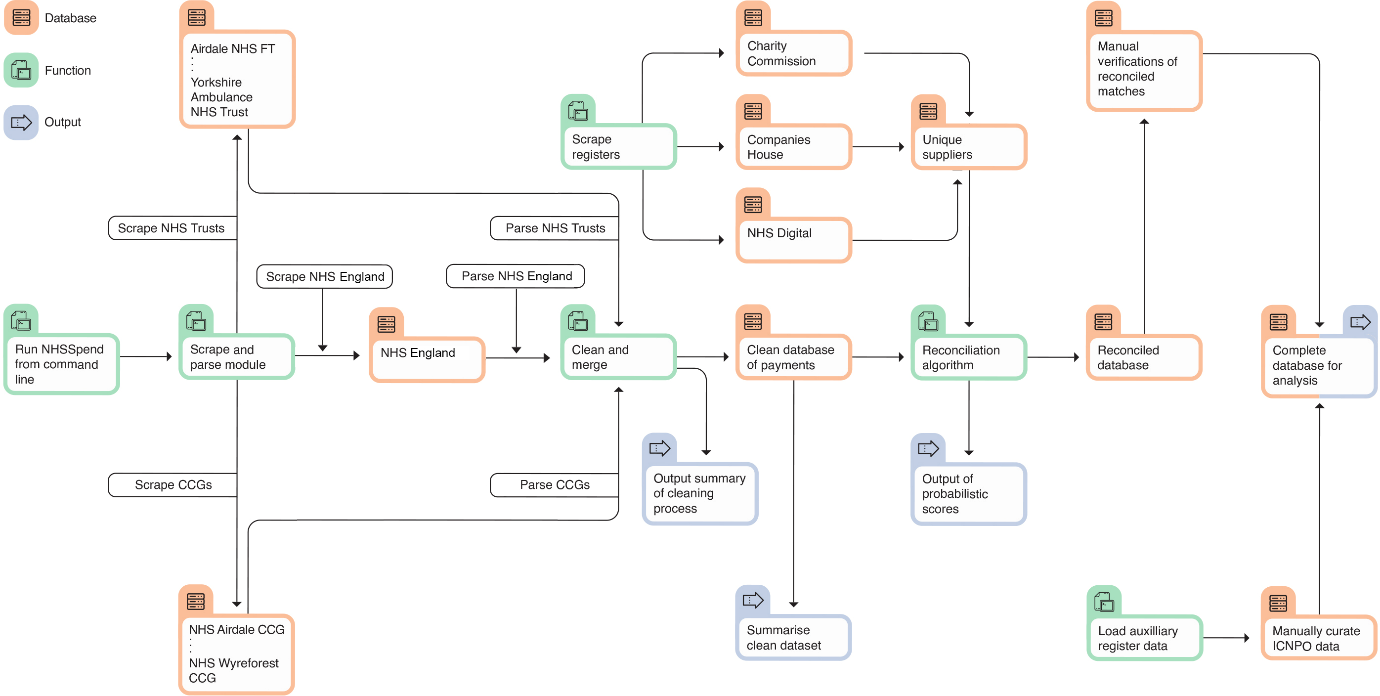 Database
Function
Output
Airdale NHS FT
:
:
Yorkshire
Ambulance
NHS Trust
Scrape NHS Trusts
Parse NHS Trusts
Scrape NHS England
Parse NHS England
Run NHSSpend
from command
line
Scrape and
parse module
NHS England
Clean and
merge
Scrape CCGs
Parse CCGs
NHS Airdale CCG
:
:
NHS Wyreforest
CCG
Scrape
registers
Charity
Commission
Companies
House
NHS Digital
Unique
suppliers
Clean database
of payments
Reconciliation
algorithm
Reconciled
database
Manual
verifications of
reconciled
matches
Complete
database for
analysis
Output summary
of cleaning
process
Output of
probabilistic
scores
Summarise
clean dataset
Load auxilliary
register data
Manually curate
ICNPO data